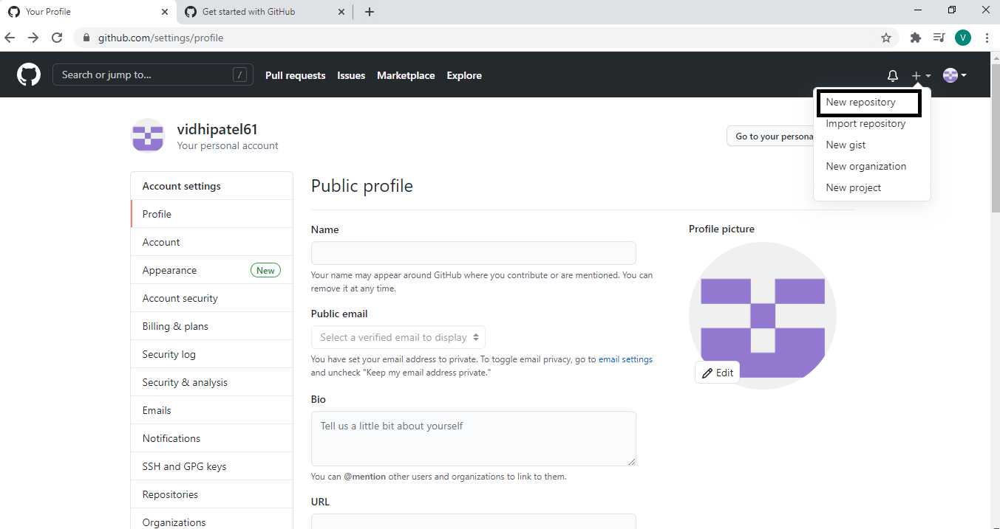 Your Profile
Get started with GitHub
github.com/settings/profile
V
Search or jump to...
/
Pull requests
Issues
Marketplace
Explore
New repository
Import repository
New gist
New organization
New project
vidhipatel61
Your personal account
Go to your persona
Account settings
Profile
Account
Appearance
New
Account security
Billing & plans
Security log
Security & analysis
Emails
Notifications
SSH and GPG keys
Repositories
Organizations
Public profile
Name
Your name may appear around GitHub where you contribute or are mentioned. You can
remove it at any time.
Public email
Select a verified email to display
You have set your email address to private. To toggle email privacy, go to email settings
and uncheck "Keep my email address private."
Bio
Tell us a little bit about yourself
You can @mention other users and organizations to link to them.
URL
Profile picture
Edit